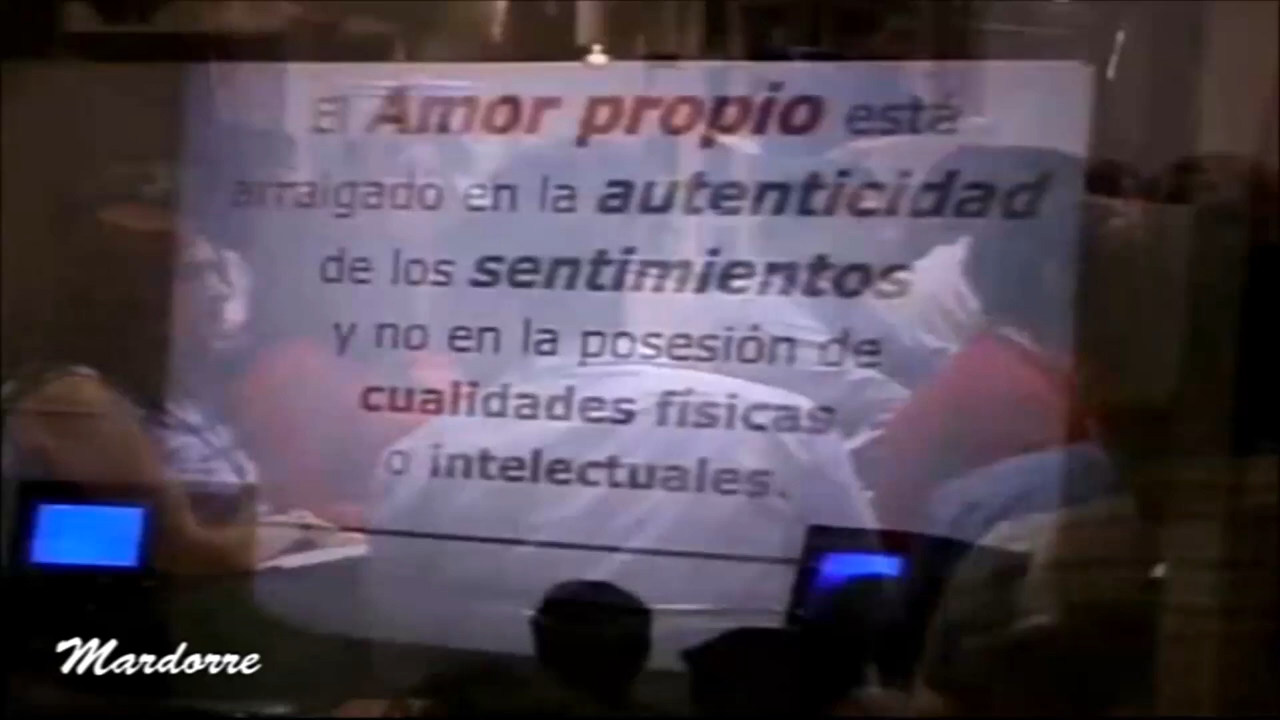 El Amor propio está
arraigado en la autenticidad
de los sentimientos
y no en la posesión de
cualidades físicas
o intelectuales.
Mardorre